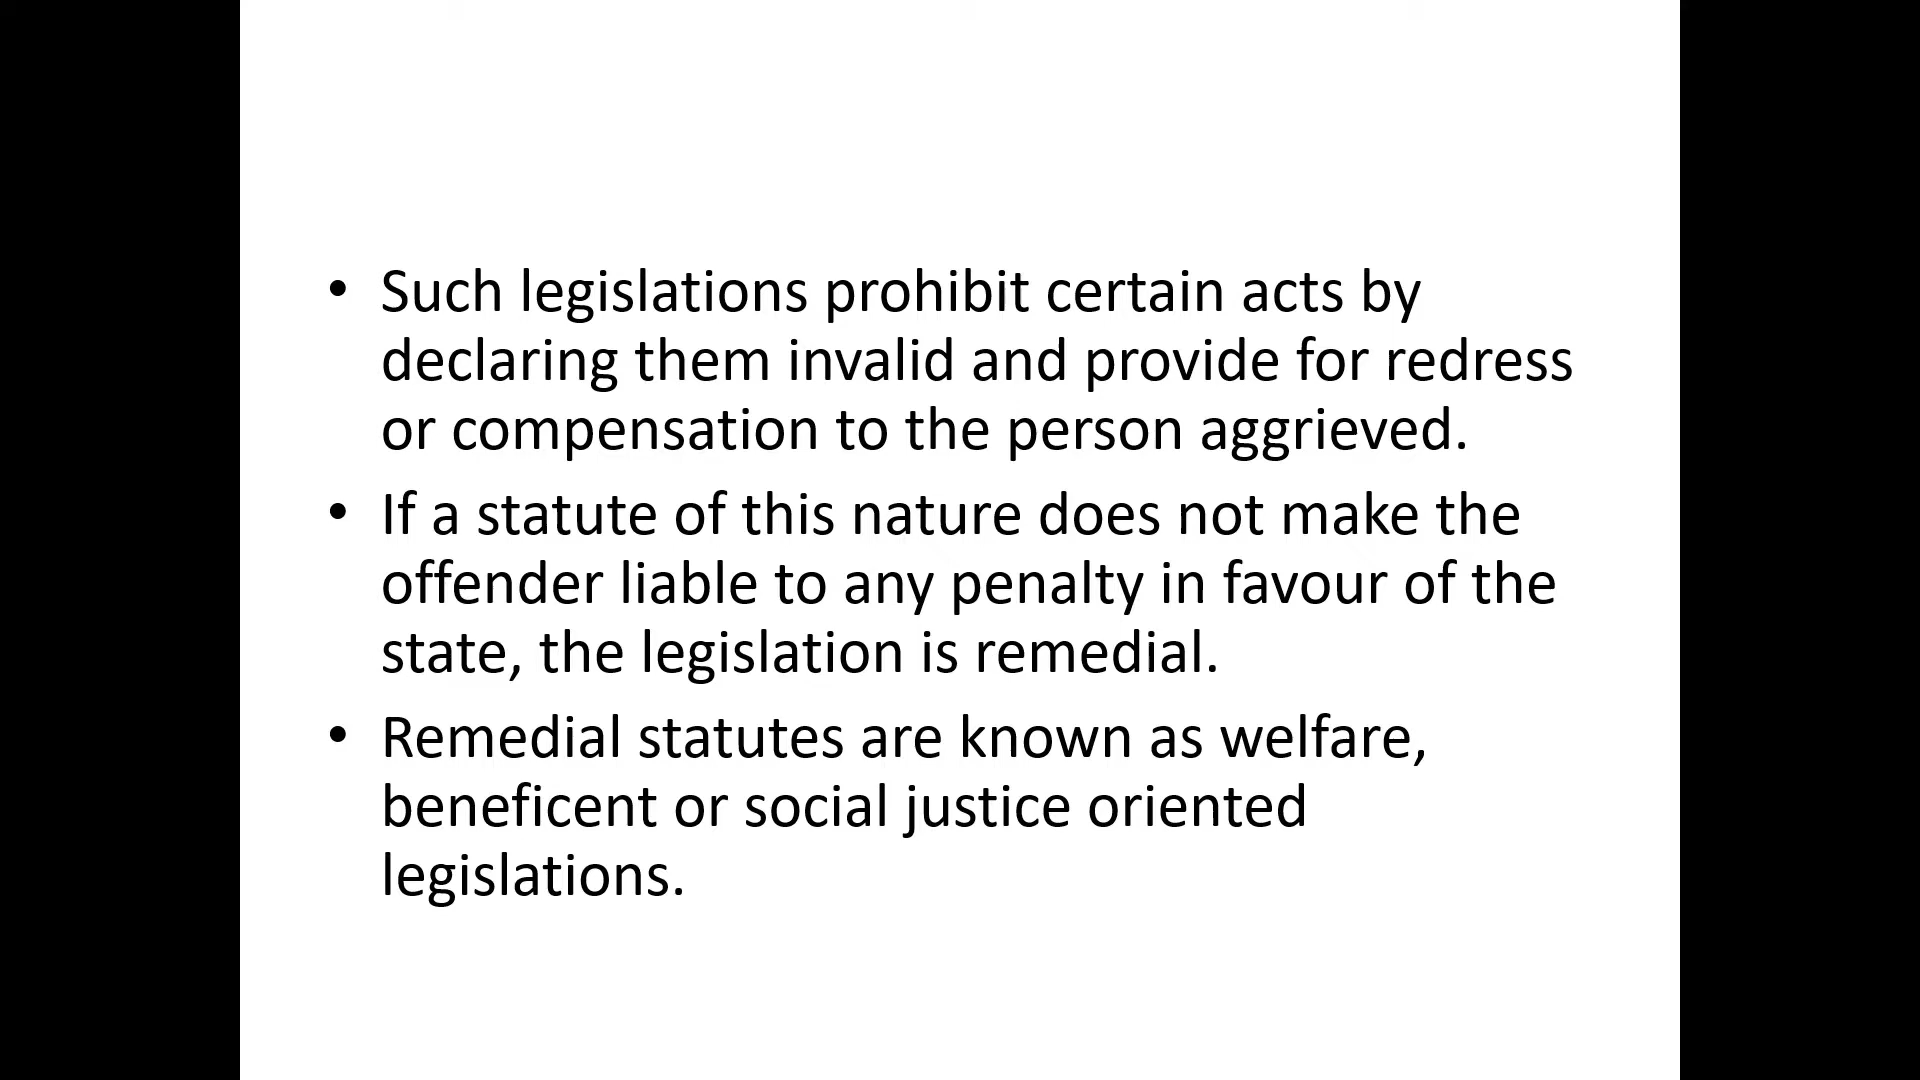 • Such legislations prohibit certain acts by
declaring them invalid and provide for redress
or compensation to the person aggrieved.
• If a statute of this nature does not make the
offender liable to any penalty in favour of the
state, the legislation is remedial.
• Remedial statutes are known as welfare,
beneficent or social justice oriented
legislations.